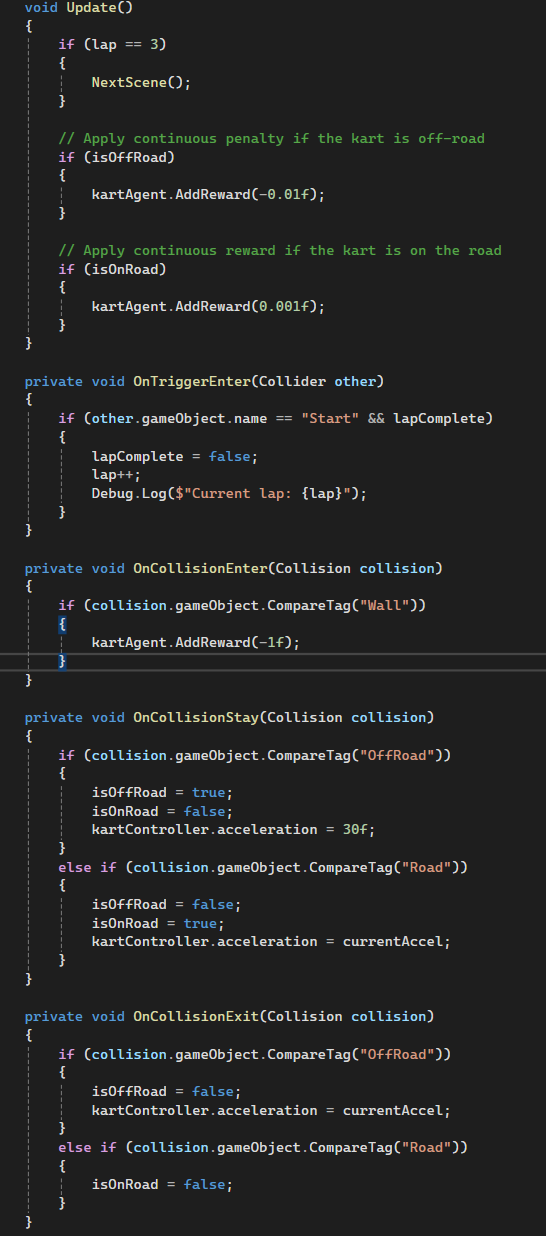 void Update()
{
if (lap == 3)
{
NextScene();
}
// Apply continuous penalty if the kart is off-road
if (isOffRoad)
{
kartAgent.AddReward(-0.01f);
}
// Apply continuous reward if the kart is on the road
if (isOnRoad)
{
kartAgent.AddReward(0.001f);
}
}
private void OnTriggerEnter(Collider other)
{
if (other.gameObject.name == "Start" && lapComplete)
{
lapComplete = false;
lap++;
Debug.Log($"Current lap: {lap}");
}
}
private void OnCollisionEnter(Collision collision)
{
if (collision.gameObject.CompareTag("Wall"))
{
kartAgent.AddReward(-1f);
}
}
private void OnCollisionStay(Collision collision)
{
if (collision.gameObject.CompareTag("OffRoad"))
{
isOffRoad = true;
isOnRoad = false;
kartController.acceleration = 30f;
}
else if (collision.gameObject.CompareTag("Road"))
{
isOffRoad = false;
isOnRoad = true;
kartController.acceleration = currentAccel;
}
}
private void OnCollisionExit(Collision collision)
{
if (collision.gameObject.CompareTag("OffRoad"))
{
isOffRoad = false;
kartController.acceleration = currentAccel;
}
else if (collision.gameObject.CompareTag("Road"))
{
isOnRoad = false;
}
}